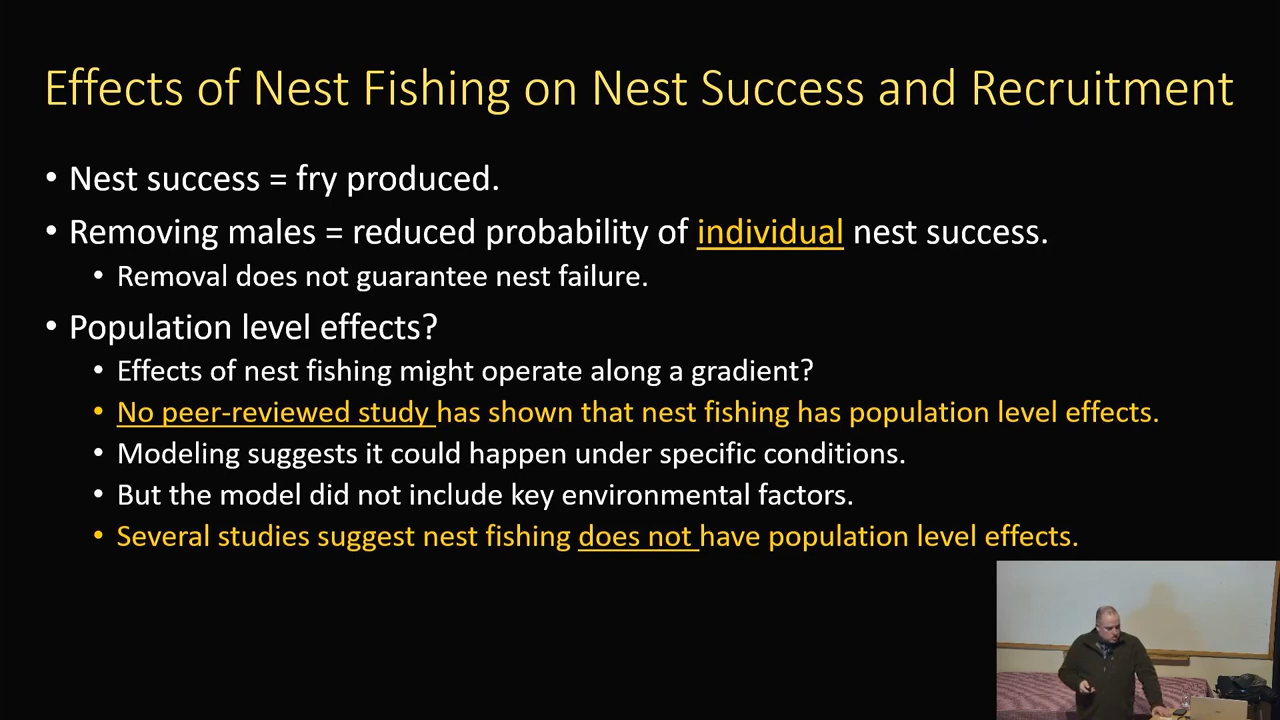 Effects of Nest Fishing on Nest Success and Recruitment
• Nest success = fry produced.
• Removing males = reduced probability of individual nest success.
• Removal does not guarantee nest failure.
• Population level effects?
• Effects of nest fishing might operate along a gradient?
• No peer-reviewed study has shown that nest fishing has population level effects.
• Modeling suggests it could happen under specific conditions.
• But the model did not include key environmental factors.
• Several studies suggest nest fishing does not have population level effects.